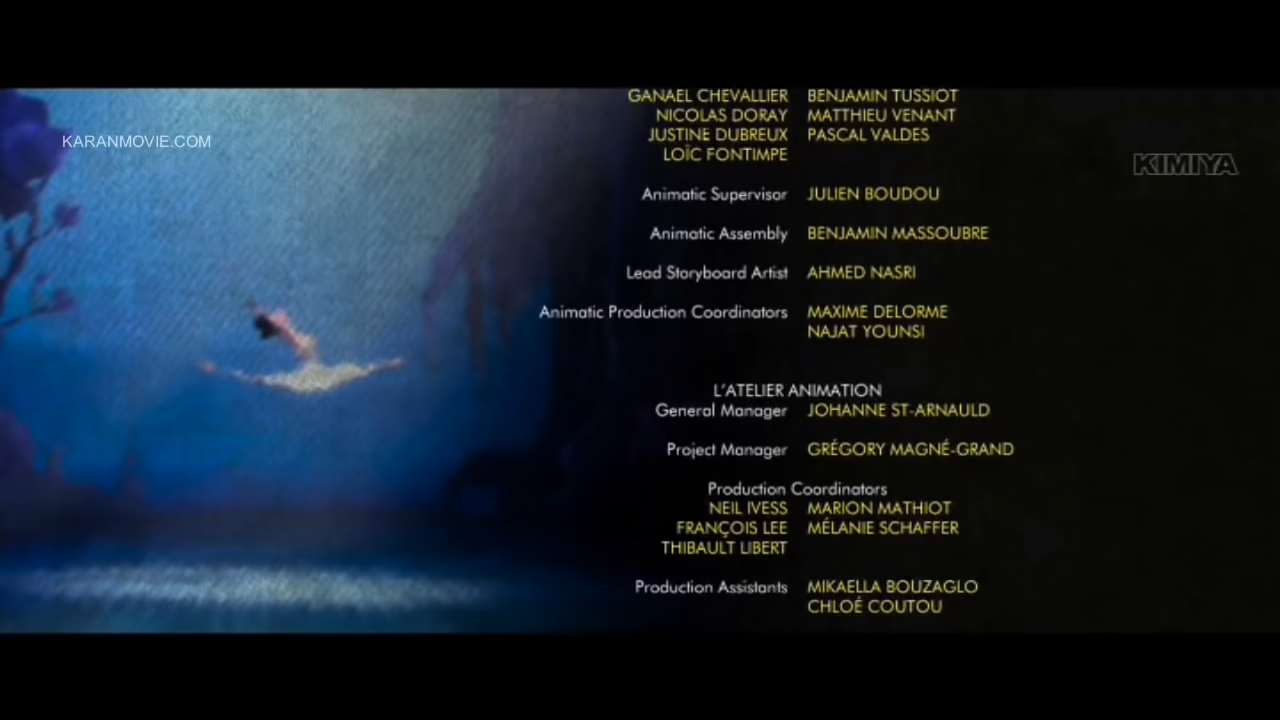 GANAEL CHEVALLIER BENJAMIN TUSSIOT
KARANMOVIE.COM
NICOLAS DORAY MATTHIEU VENANT
JUSTINE DUBREUX PASCAL VALDES
LOÏC FONTIMPE
KIMIYA
Animatic Supervisor JULIEN BOUDOU
Animatic Assembly BENJAMIN MASSOUBRE
Lead Storyboard Artist AHMED NASRI
Animatic Production Coordinators MAXIME DELORME
NAJAT YOUNSI
L'ATELIER ANIMATION
General Manager JOHANNE ST-ARNAULD
Project Manager GRÉGORY MAGNÉ-GRAND
Production Coordinators
NEIL IVESS MARION MATHIOT
FRANÇOIS LEE MÉLANIE SCHAFFER
THIBAULT LIBERT
Production Assistants MIKAELLA BOUZAGLO
CHLOÉ COUTOU